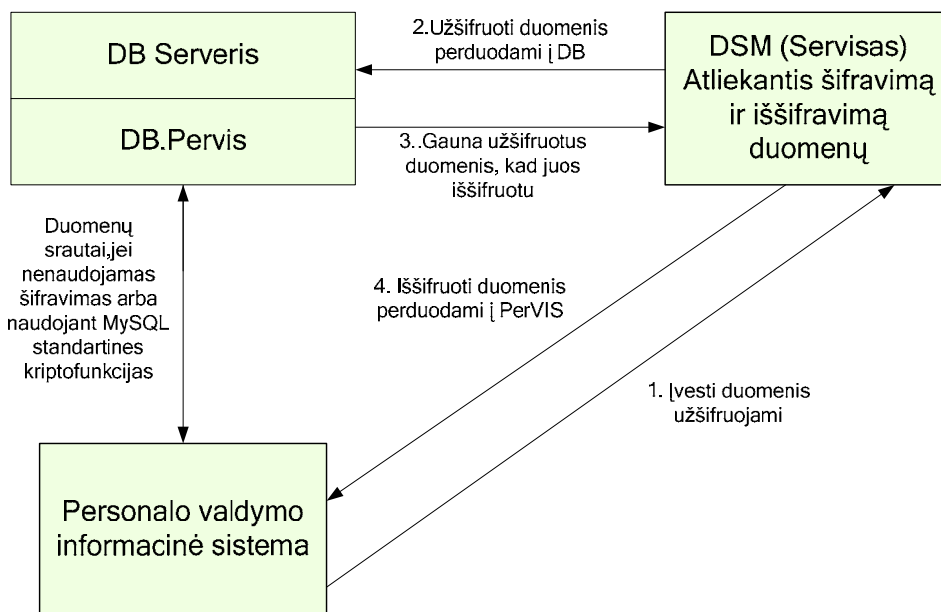 DB Serveris
DB.Pervis
2.Užšifruoti duomenis
perduodami į DB
DSM (Servisas)
Atliekantis šifravimą
ir iššifravimą
duomenų
3..Gauna užšifruotus
duomenis, kad juos
iššifruotu
Duomenų
srautai,jei
nenaudojamas
šifravimas arba
naudojant MySQL
standartines
kriptofunkcijas
4. Iššifruoti duomenis
perduodami į PerVIS
1. Įvesti duomenis
užšifruojami
Personalo valdymo
informacinė sistema